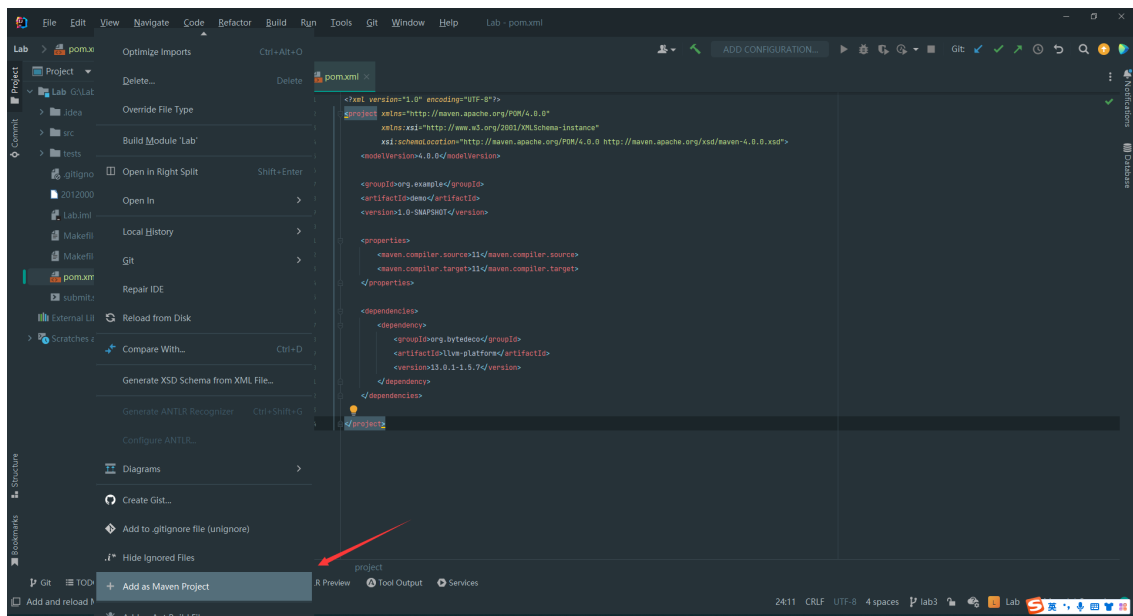 File Edit View Navigate Code Refactor Build Run Tools Git Window Help Lab - pom.xml
Lab > pom.x
ADD CONFIGURATION... Git:
Project
pom.xml
Lab G:\Lab
.idea
src
tests
.gitigno
2012000
Lab.iml
Makefil
Makefil
pom.xm
submit.s
External Lib
Scratches a
Optimize Imports Ctrl+Alt+O
Delete... Delete
Override File Type
Build Module 'Lab'
Open in Right Split Shift+Enter
Open In
Local History
Git
Repair IDE
Reload from Disk
Compare With... Ctrl+D
Generate XSD Schema from XML File...
Generate ANTLR Recognizer Ctrl+Shift+G
Configure ANTLR...
Diagrams
Create Gist...
Add to .gitignore file (unignore)
Hide Ignored Files
Add as Maven Project
<?xml version="1.0" encoding="UTF-8"?>
<project xmlns="http://maven.apache.org/POM/4.0.0"
xmlns:xsi="http://www.w3.org/2001/XMLSchema-instance"
xsi:schemaLocation="http://maven.apache.org/POM/4.0.0 http://maven.apache.org/xsd/maven-4.0.0.xsd">
<modelVersion>4.0.0</modelVersion>
<groupId>org.example</groupId>
<artifactId>demo</artifactId>
<version>1.0-SNAPSHOT</version>
<properties>
<maven.compiler.source>11</maven.compiler.source>
<maven.compiler.target>11</maven.compiler.target>
</properties>
<dependencies>
<dependency>
<groupId>org.bytedeco</groupId>
<artifactId>llvm-platform</artifactId>
<version>13.0.1-1.5.7</version>
</dependency>
</dependencies>
</project>
project
Project
Commit
Structure
Bookmarks
Notifications
Database
Git TODO R Preview Tool Output Services
Add and reload M 24:11 CRLF UTF-8 4 spaces lab3 L Lab
英